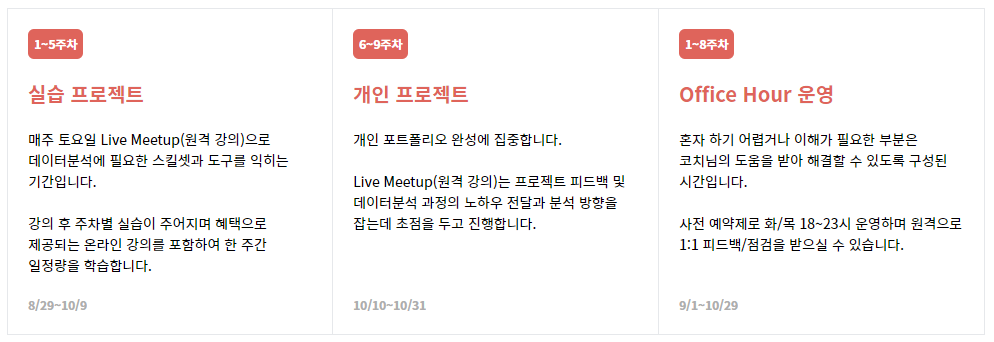 1~5주차
실습 프로젝트
매주 토요일 Live Meetup(원격 강의)으로
데이터분석에 필요한 스킬셋과 도구를 익히는
기간입니다.
강의 후 주차별 실습이 주어지며 혜택으로
제공되는 온라인 강의를 포함하여 한 주간
일정량을 학습합니다.
8/29~10/9
6~9주차
개인 프로젝트
개인 포트폴리오 완성에 집중합니다.
Live Meetup(원격 강의)는 프로젝트 피드백 및
데이터분석 과정의 노하우 전달과 분석 방향을
잡는데 초점을 두고 진행합니다.
10/10~10/31
1~8주차
Office Hour 운영
혼자 하기 어렵거나 이해가 필요한 부분은
코치님의 도움을 받아 해결할 수 있도록 구성된
시간입니다.
사전 예약제로 화/목 18~23시 운영하며 원격으로
1:1 피드백/점검을 받으실 수 있습니다.
9/1~10/29